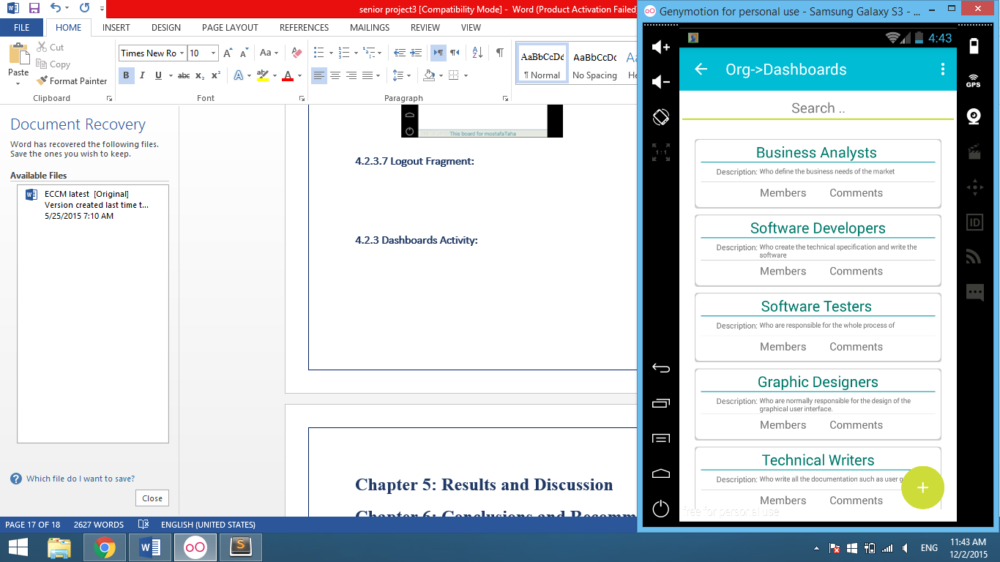 senior project3 [Compatibility Mode] - Word (Product Activation Failed)
FILE
HOME
INSERT
DESIGN
PAGE LAYOUT
REFERENCES
MAILINGS
REVIEW
VIEW
Paste
Cut
Copy
Format Painter
Clipboard
Times New Ro
10
Font
Paragraph
AaBbCcDd
¶ Normal
AaBbCcDc
No Spacing
Document Recovery
Word has recovered the following files.
Save the ones you wish to keep.
Available Files
ECCM latest [Original]
Version created last time t...
5/25/2015 7:10 AM
Which file do I want to save?
Close
This board for mostafaTaha
4.2.3.7 Logout Fragment:
4.2.3 Dashboards Activity:
Chapter 5: Results and Discussion
Chapter 6: Conclusions and Recomm
PAGE 17 OF 18
2627 WORDS
ENGLISH (UNITED STATES)
Genymotion for personal use - Samsung Galaxy S3 - ...
4:43
Org->Dashboards
Search ..
Business Analysts
Description: Who define the business needs of the market
Members Comments
Software Developers
Description: Who create the technical specification and write the
software
Members Comments
Software Testers
Description: Who are responsible for the whole process of
Members Comments
Graphic Designers
Description: Who are normally responsible for the design of the
graphical user interface.
Members Comments
Technical Writers
Description: Who write all the documentation such as user g
Members Comments
free for personal use
GPS
1:1
ID
ENG
11:43 AM
12/2/2015